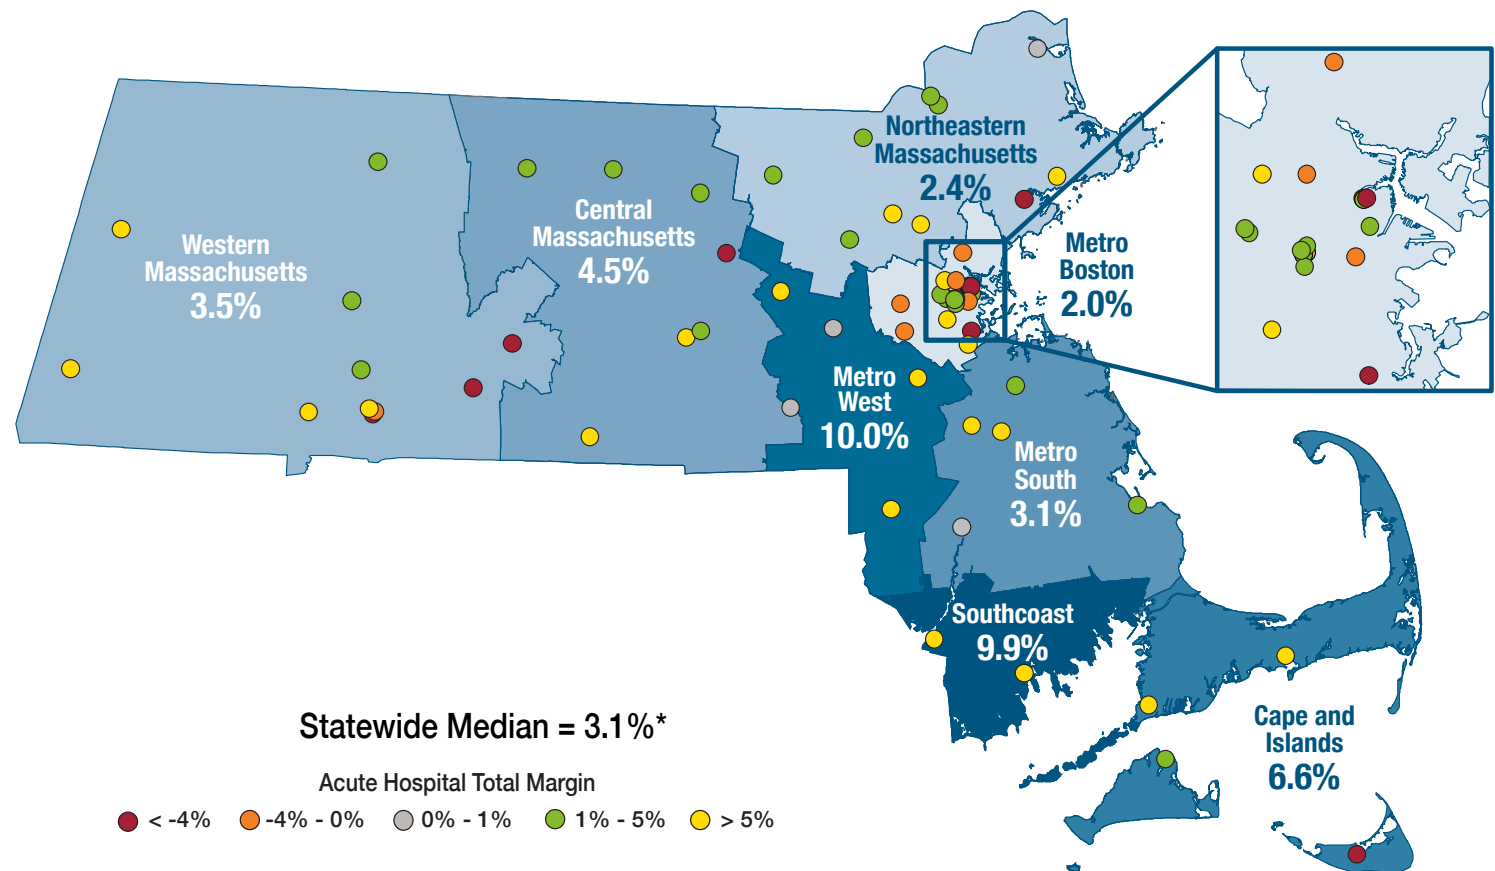 Northeastern
Massachusetts
2.4%
Central
Massachusetts
4.5%
Western
Massachusetts
3.5%
Metro
Boston
2.0%
Metro
West
10.0%
Metro
South
3.1%
Southcoast
9.9%
Cape and
Islands
6.6%
Statewide Median = 3.1%*
Acute Hospital Total Margin
< -4%
-4% - 0%
0% - 1%
1% - 5%
> 5%